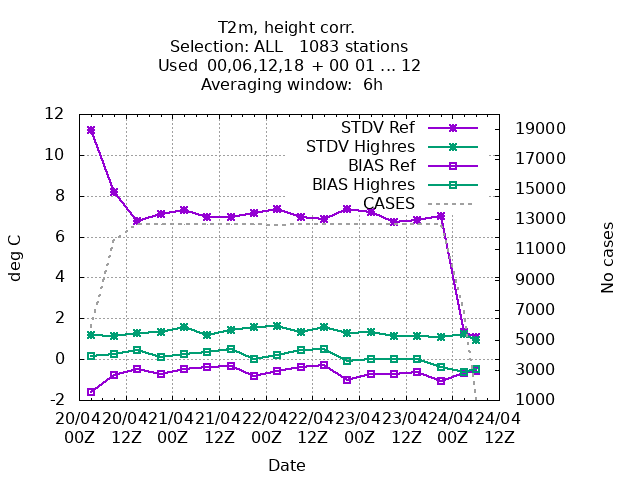 T2m, height corr.
Selection: ALL   1083 stations
Used  00,06,12,18  + 00 01 ... 12
Averaging window:  6h
STDV Ref
STDV Highres
BIAS Ref
BIAS Highres
CASES
12
10
8
6
4
2
0
-2
deg C
19000
17000
15000
13000
11000
9000
7000
5000
3000
1000
No cases
20/04 20/04 21/04 21/04 22/04 22/04 23/04 23/04 24/04 24/04
00Z 12Z 00Z 12Z 00Z 12Z 00Z 12Z 00Z 12Z
Date